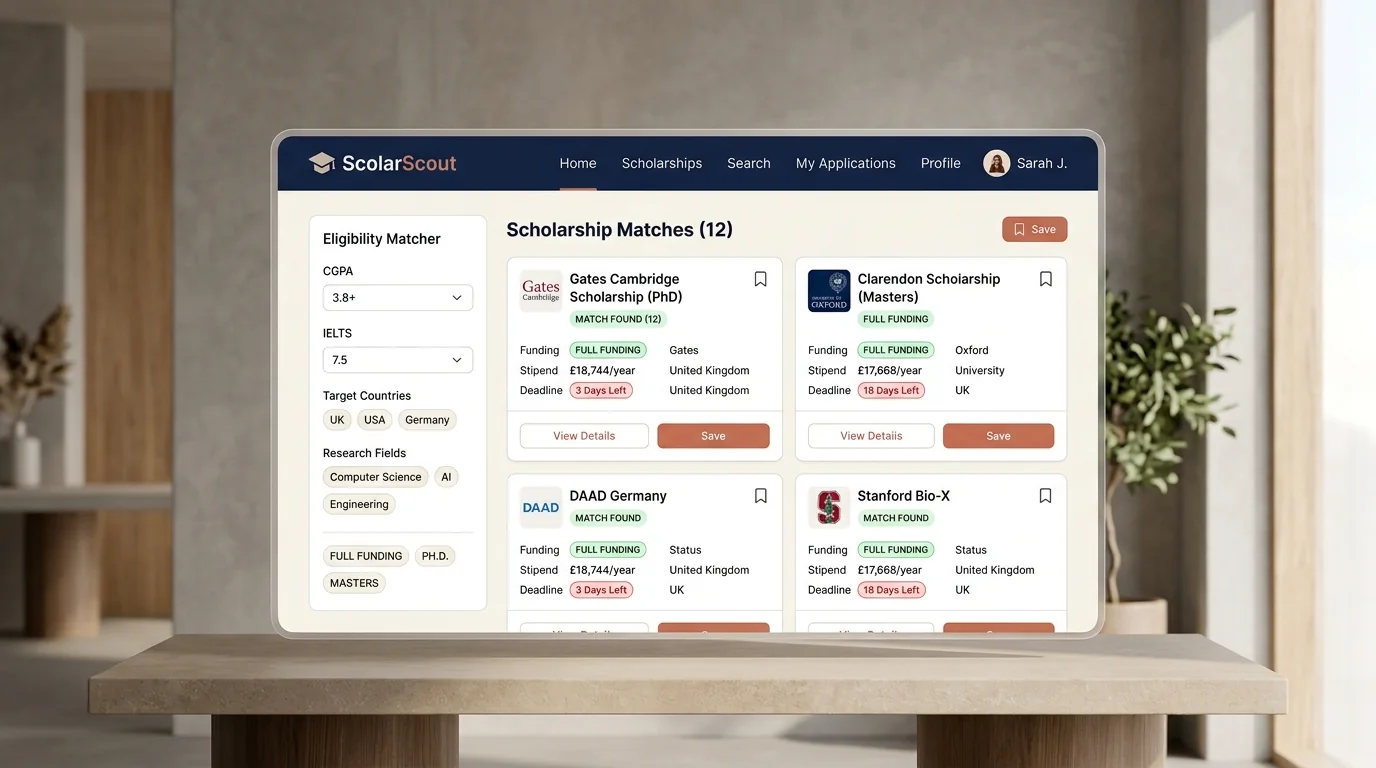 ScolarScout
Home
Scholarships
Search
My Applications
Profile
Sarah J.
Eligibility Matcher
CGPA
3.8+
IELTS
7.5
Target Countries
UK
USA
Germany
Research Fields
Computer Science
AI
Engineering
FULL FUNDING
PH.D.
MASTERS
Scholarship Matches (12)
Save
Gates
Cambridge
Gates Cambridge
Scholarship (PhD)
MATCH FOUND (12)
Funding FULL FUNDING Gates
Stipend £18,744/year United Kingdom
Deadline 3 Days Left United Kingdom
View Details
Save
OXFORD
Clarendon Schoiarship
(Masters)
FULL FUNDING
Funding FULL FUNDING Oxford
Stipend £17,668/year University
Deadline 18 Days Left UK
View Details
Save
DAAD
DAAD Germany
MATCH FOUND
Funding FULL FUNDING Status
Stipend £18,744/year United Kingdom
Deadline 3 Days Left UK
S
Stanford Bio-X
MATCH FOUND
Funding FULL FUNDING Status
Stipend £17,668/year United Kingdom
Deadline 18 Days Left UK